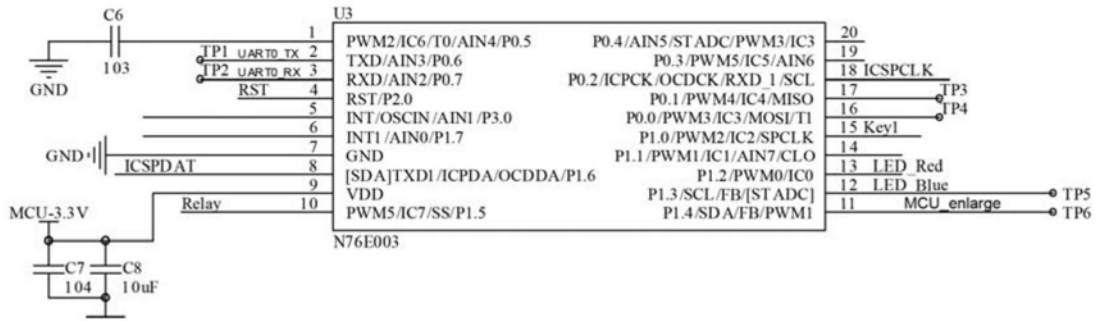 C6
103
GND
U3
1 PWM2/IC6/T0/AIN4/P0.5
TP1 UART0_TX 2 TXD/AIN3/P0.6
TP2 UART0_RX 3 RXD/AIN2/P0.7
RST 4 RST/P2.0
5 INT/OSCIN/AIN1/P3.0
6 INT1/AIN0/P1.7
GND 7 GND
ICSPDAT 8 [SDA]TXD1/ICPDA/OCDDA/P1.6
9 VDD
Relay 10 PWM5/IC7/SS/P1.5
P0.4/AIN5/STADC/PWM3/IC3 20
P0.3/PWM5/IC5/AIN6 19
P0.2/ICPCK/OCDCK/RXD_1/SCL 18 ICSPCLK
P0.1/PWM4/IC4/MISO 17 TP3
P0.0/PWM3/IC3/MOSI/T1 16 TP4
P1.0/PWM2/IC2/SPCLK 15 Key1
P1.1/PWM1/IC1/AIN7/CLO 14
P1.2/PWM0/IC0 13 LED_Red
P1.3/SCL/FB/[STADC] 12 LED_Blue TP5
P1.4/SDA/FB/PWM1 11 MCU_enlarge TP6
N76E003
MCU-3.3V
C7
104
C8
10uF